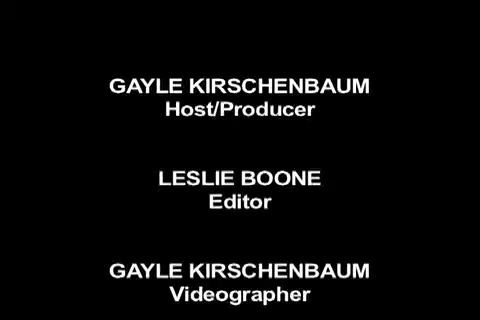 GAYLE KIRSCHENBAUM
Host/Producer
LESLIE BOONE
Editor
GAYLE KIRSCHENBAUM
Videographer